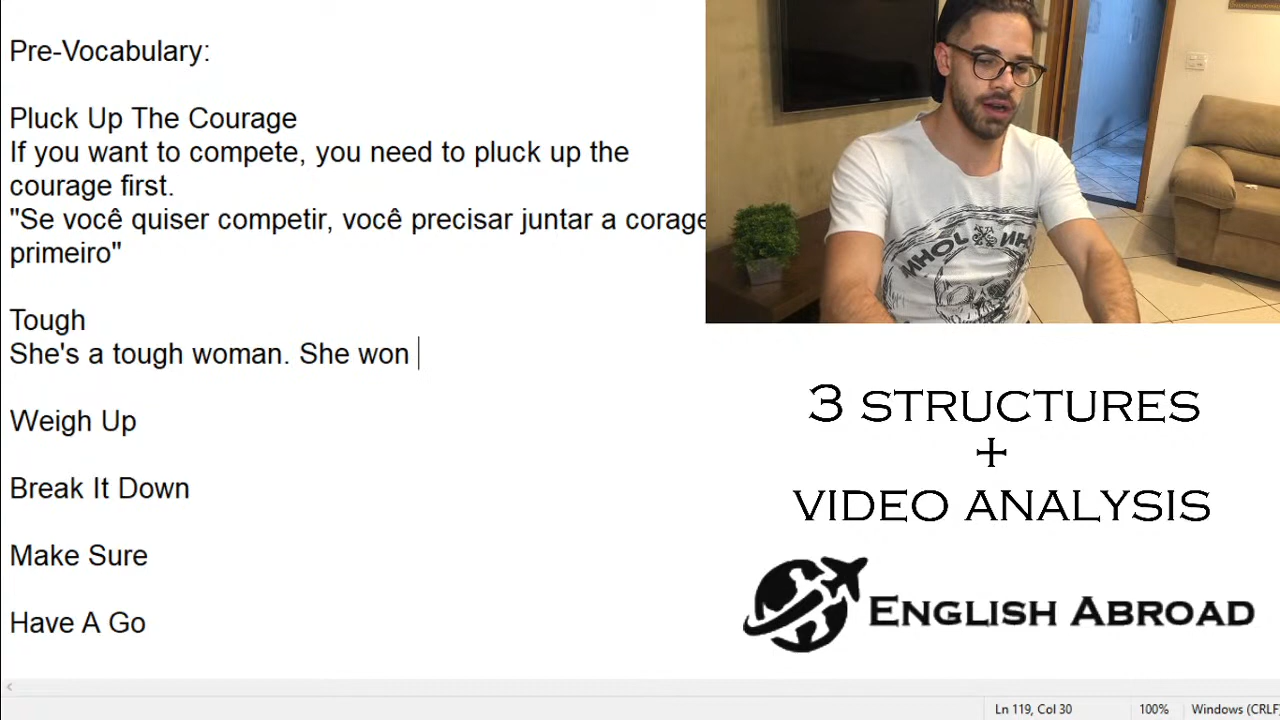 Pre-Vocabulary:
Pluck Up The Courage
If you want to compete, you need to pluck up the
courage first.
"Se você quiser competir, você precisar juntar a corage
primeiro"
Tough
She's a tough woman. She won
Weigh Up
Break It Down
Make Sure
Have A Go
JOHN
JOHN
3 STRUCTURES
+
VIDEO ANALYSIS
ENGLISH ABROAD
Ln 119, Col 30
100%
Windows (CRLF